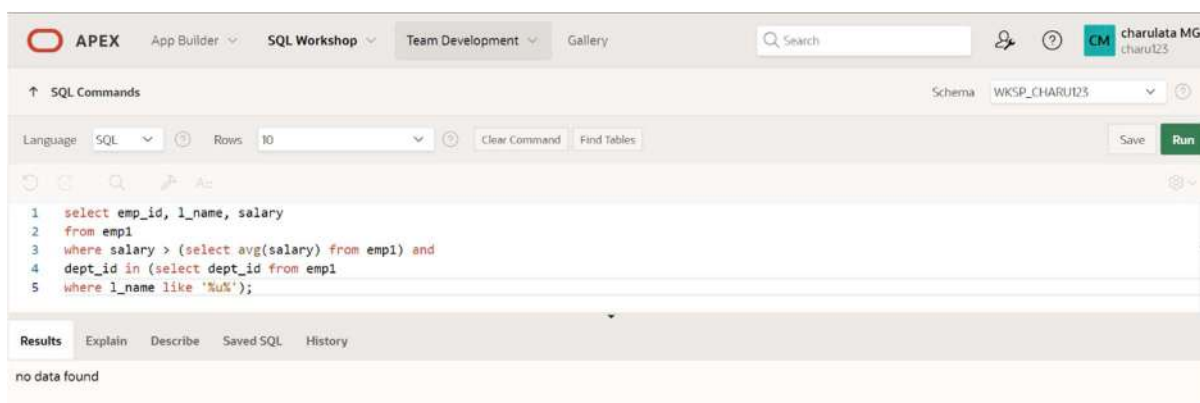 APEX App Builder SQL Workshop Team Development Gallery Search CM charulata MG
charu123
↑ SQL Commands Schema WKSP_CHARU123
Language SQL Rows 10 Clear Command Find Tables Save Run
1 select emp_id, l_name, salary
2 from emp1
3 where salary > (select avg(salary) from emp1) and
4 dept_id in (select dept_id from emp1
5 where l_name like '%u%');
Results Explain Describe Saved SQL History
no data found